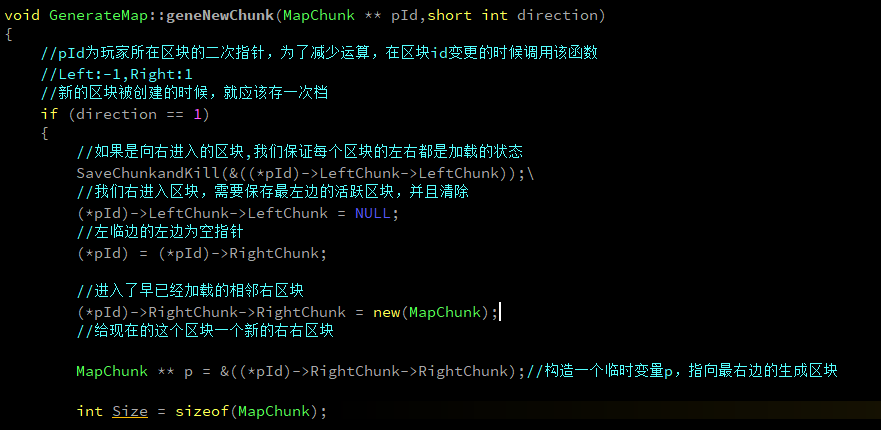 void GenerateMap::geneNewChunk(MapChunk ** pId,short int direction)
{
//pId为玩家所在区块的二次指针，为了减少运算，在区块id变更的时候调用该函数
//Left:-1,Right:1
//新的区块被创建的时候，就应该存一次档
if (direction == 1)
{
//如果是向右进入的区块,我们保证每个区块的左右都是加载的状态
SaveChunkandKill(&((*pId)->LeftChunk->LeftChunk));\
//我们右进入区块，需要保存最左边的活跃区块，并且清除
(*pId)->LeftChunk->LeftChunk = NULL;
//左临边的左边为空指针
(*pId) = (*pId)->RightChunk;
//进入了早已经加载的相邻右区块
(*pId)->RightChunk->RightChunk = new(MapChunk);
//给现在的这个区块一个新的右右区块
MapChunk ** p = &((*pId)->RightChunk->RightChunk);//构造一个临时变量p，指向最右边的生成区块
int Size = sizeof(MapChunk);